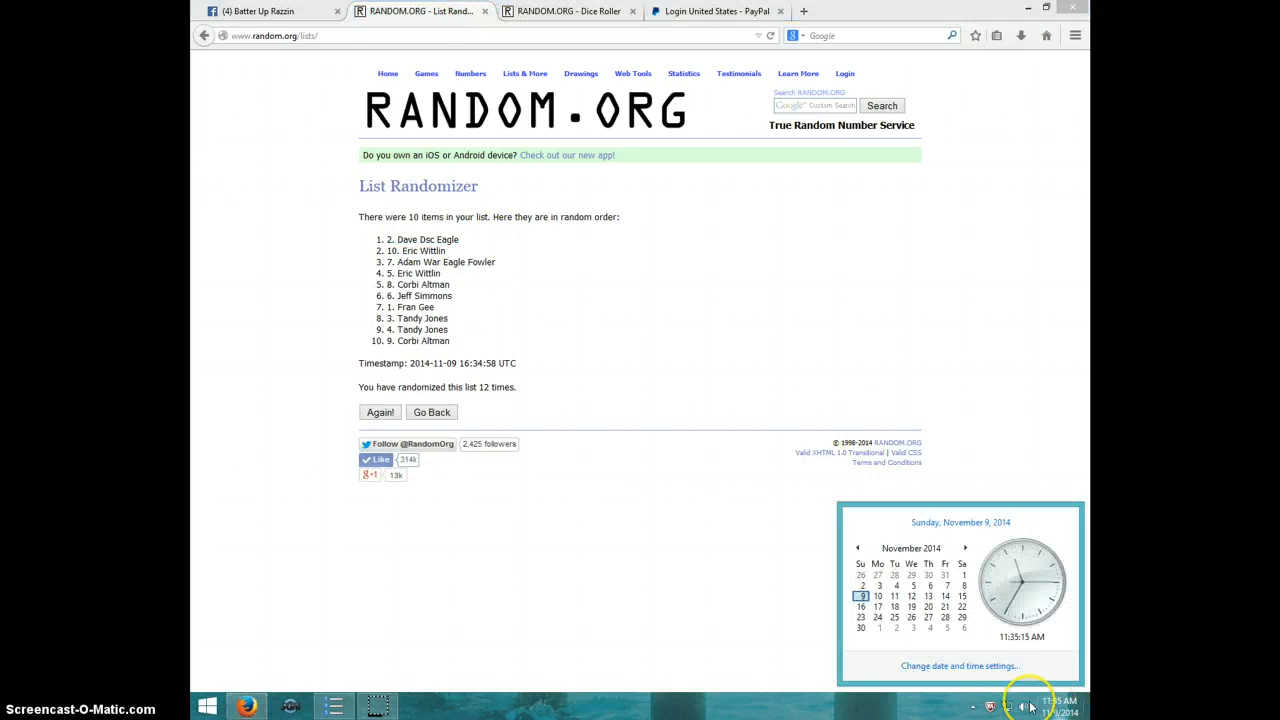 (4) Batter Up Razzin
RANDOM.ORG - List Rand...
RANDOM.ORG - Dice Roller
Login United States - PayPal
www.random.org/lists/
Google
Home Games Numbers Lists & More Drawings Web Tools Statistics Testimonials Learn More Login
Search RANDOM.ORG
RANDOM.ORG
Google™ Custom Search
Search
True Random Number Service
Do you own an iOS or Android device? Check out our new app!
List Randomizer
There were 10 items in your list. Here they are in random order:
1. 2. Dave Dsc Eagle
2. 10. Eric Wittlin
3. 7. Adam War Eagle Fowler
4. 5. Eric Wittlin
5. 8. Corbi Altman
6. 6. Jeff Simmons
7. 1. Fran Gee
8. 3. Tandy Jones
9. 4. Tandy Jones
10. 9. Corbi Altman
Timestamp: 2014-11-09 16:34:58 UTC
You have randomized this list 12 times.
Again! Go Back
Follow @RandomOrg 2,425 followers
Like 314k
g+1 13k
© 1998-2014 RANDOM.ORG
Valid XHTML 1.0 Transitional | Valid CSS
Terms and Conditions
Sunday, November 9, 2014
November 2014
Su Mo Tu We Th Fr Sa
26 27 28 29 30 31 1
2 3 4 5 6 7 8
9 10 11 12 13 14 15
16 17 18 19 20 21 22
23 24 25 26 27 28 29
30 1 2 3 4 5 6
11:35:15 AM
Change date and time settings...
11:35 AM
11/9/2014
Screencast-O-Matic.com